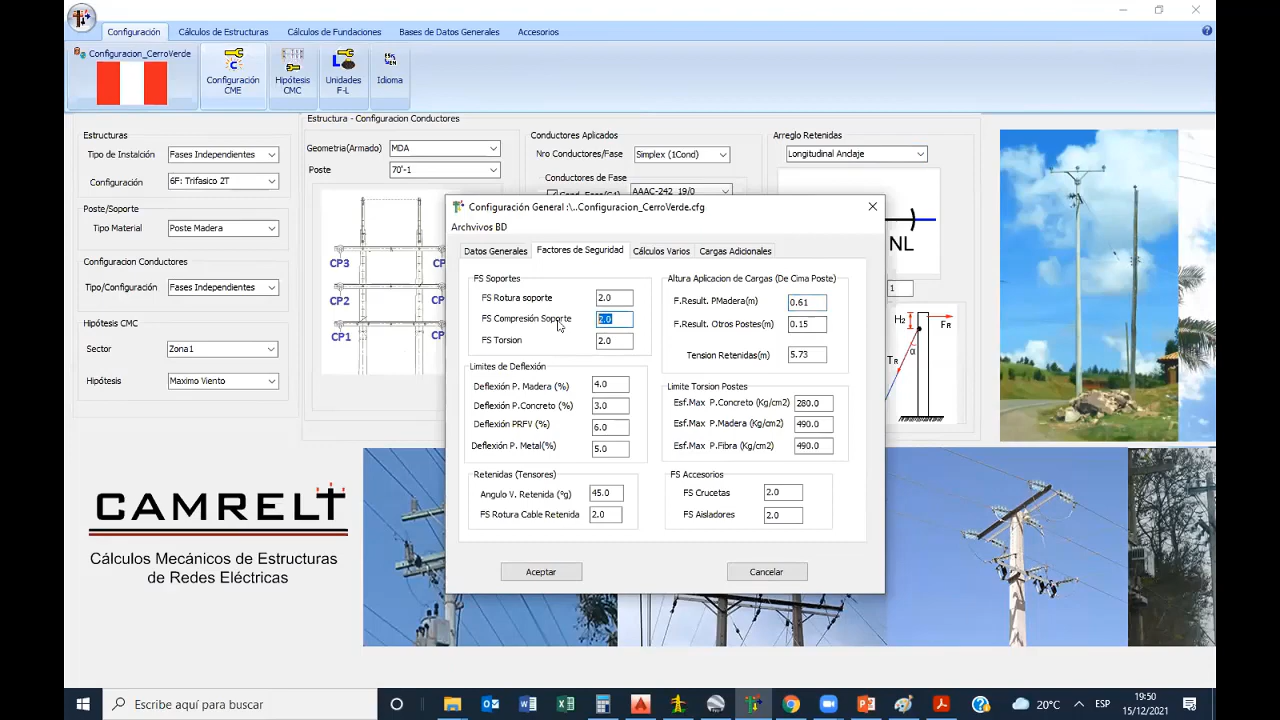 Configuración
Cálculos de Estructuras
Cálculos de Fundaciones
Bases de Datos Generales
Accesorios
Configuracion_CerroVerde
Configuración
CME
Hipótesis
CMC
Unidades
F-L
Idioma
Estructuras
Tipo de Instalción
Fases Independientes
Configuración
6F: Trifasico 2T
Poste/Soporte
Tipo Material
Poste Madera
Configuracion Conductores
Tipo/Configuración
Fases Independientes
Hipótesis CMC
Sector
Zona1
Hipótesis
Maximo Viento
Estructura - Configuracion Conductores
Geometria(Armado)
MDA
Poste
70'-1
CP3
CP2
CP1
Conductores Aplicados
Nro Conductores/Fase
Simplex (1Cond)
Conductores de Fase
AAAC-242_19/0
Arreglo Retenidas
Longitudinal Anclaje
NL
1
H2
FR
TR
α
Configuración General :\..Configuracion_CerroVerde.cfg
Archvivos BD
Datos Generales
Factores de Seguridad
Cálculos Varios
Cargas Adicionales
FS Soportes
FS Rotura soporte
2.0
FS Compresión Soporte
2.0
FS Torsion
2.0
Limites de Deflexión
Deflexión P. Madera (%)
4.0
Deflexión P.Concreto (%)
3.0
Deflexión PRFV (%)
6.0
Deflexión P. Metal(%)
5.0
Retenidas (Tensores)
Angulo V. Retenida (°g)
45.0
FS Rotura Cable Retenida
2.0
Altura Aplicacion de Cargas (De Cima Poste)
F.Result. PMadera(m)
0.61
F.Result. Otros Postes(m)
0.15
Tension Retenidas(m)
5.73
Limite Torsion Postes
Esf.Max P.Concreto (Kg/cm2)
280.0
Esf.Max P.Madera (Kg/cm2)
490.0
Esf.Max P.Fibra (Kg/cm2)
490.0
FS Accesorios
FS Crucetas
2.0
FS Aisladores
2.0
Aceptar
Cancelar
CAMRELT
Cálculos Mecánicos de Estructuras
de Redes Eléctricas
Escribe aquí para buscar
20°C
ESP
19:50
15/12/2021